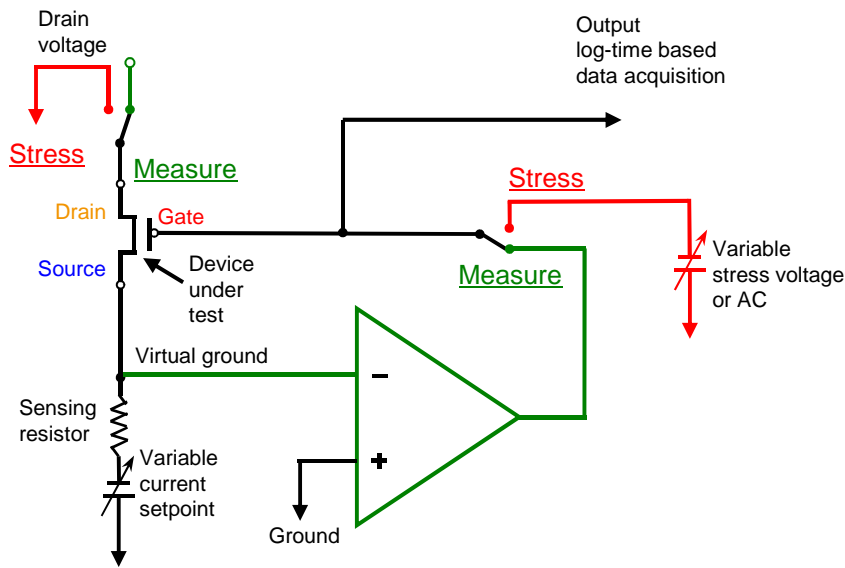 Drain
voltage
Output
log-time based
data acquisition
Stress
Measure
Stress
Drain
Gate
Source
Device
under
test
Measure
Variable
stress voltage
or AC
Virtual ground
−
Sensing
resistor
Variable
current
setpoint
+
Ground